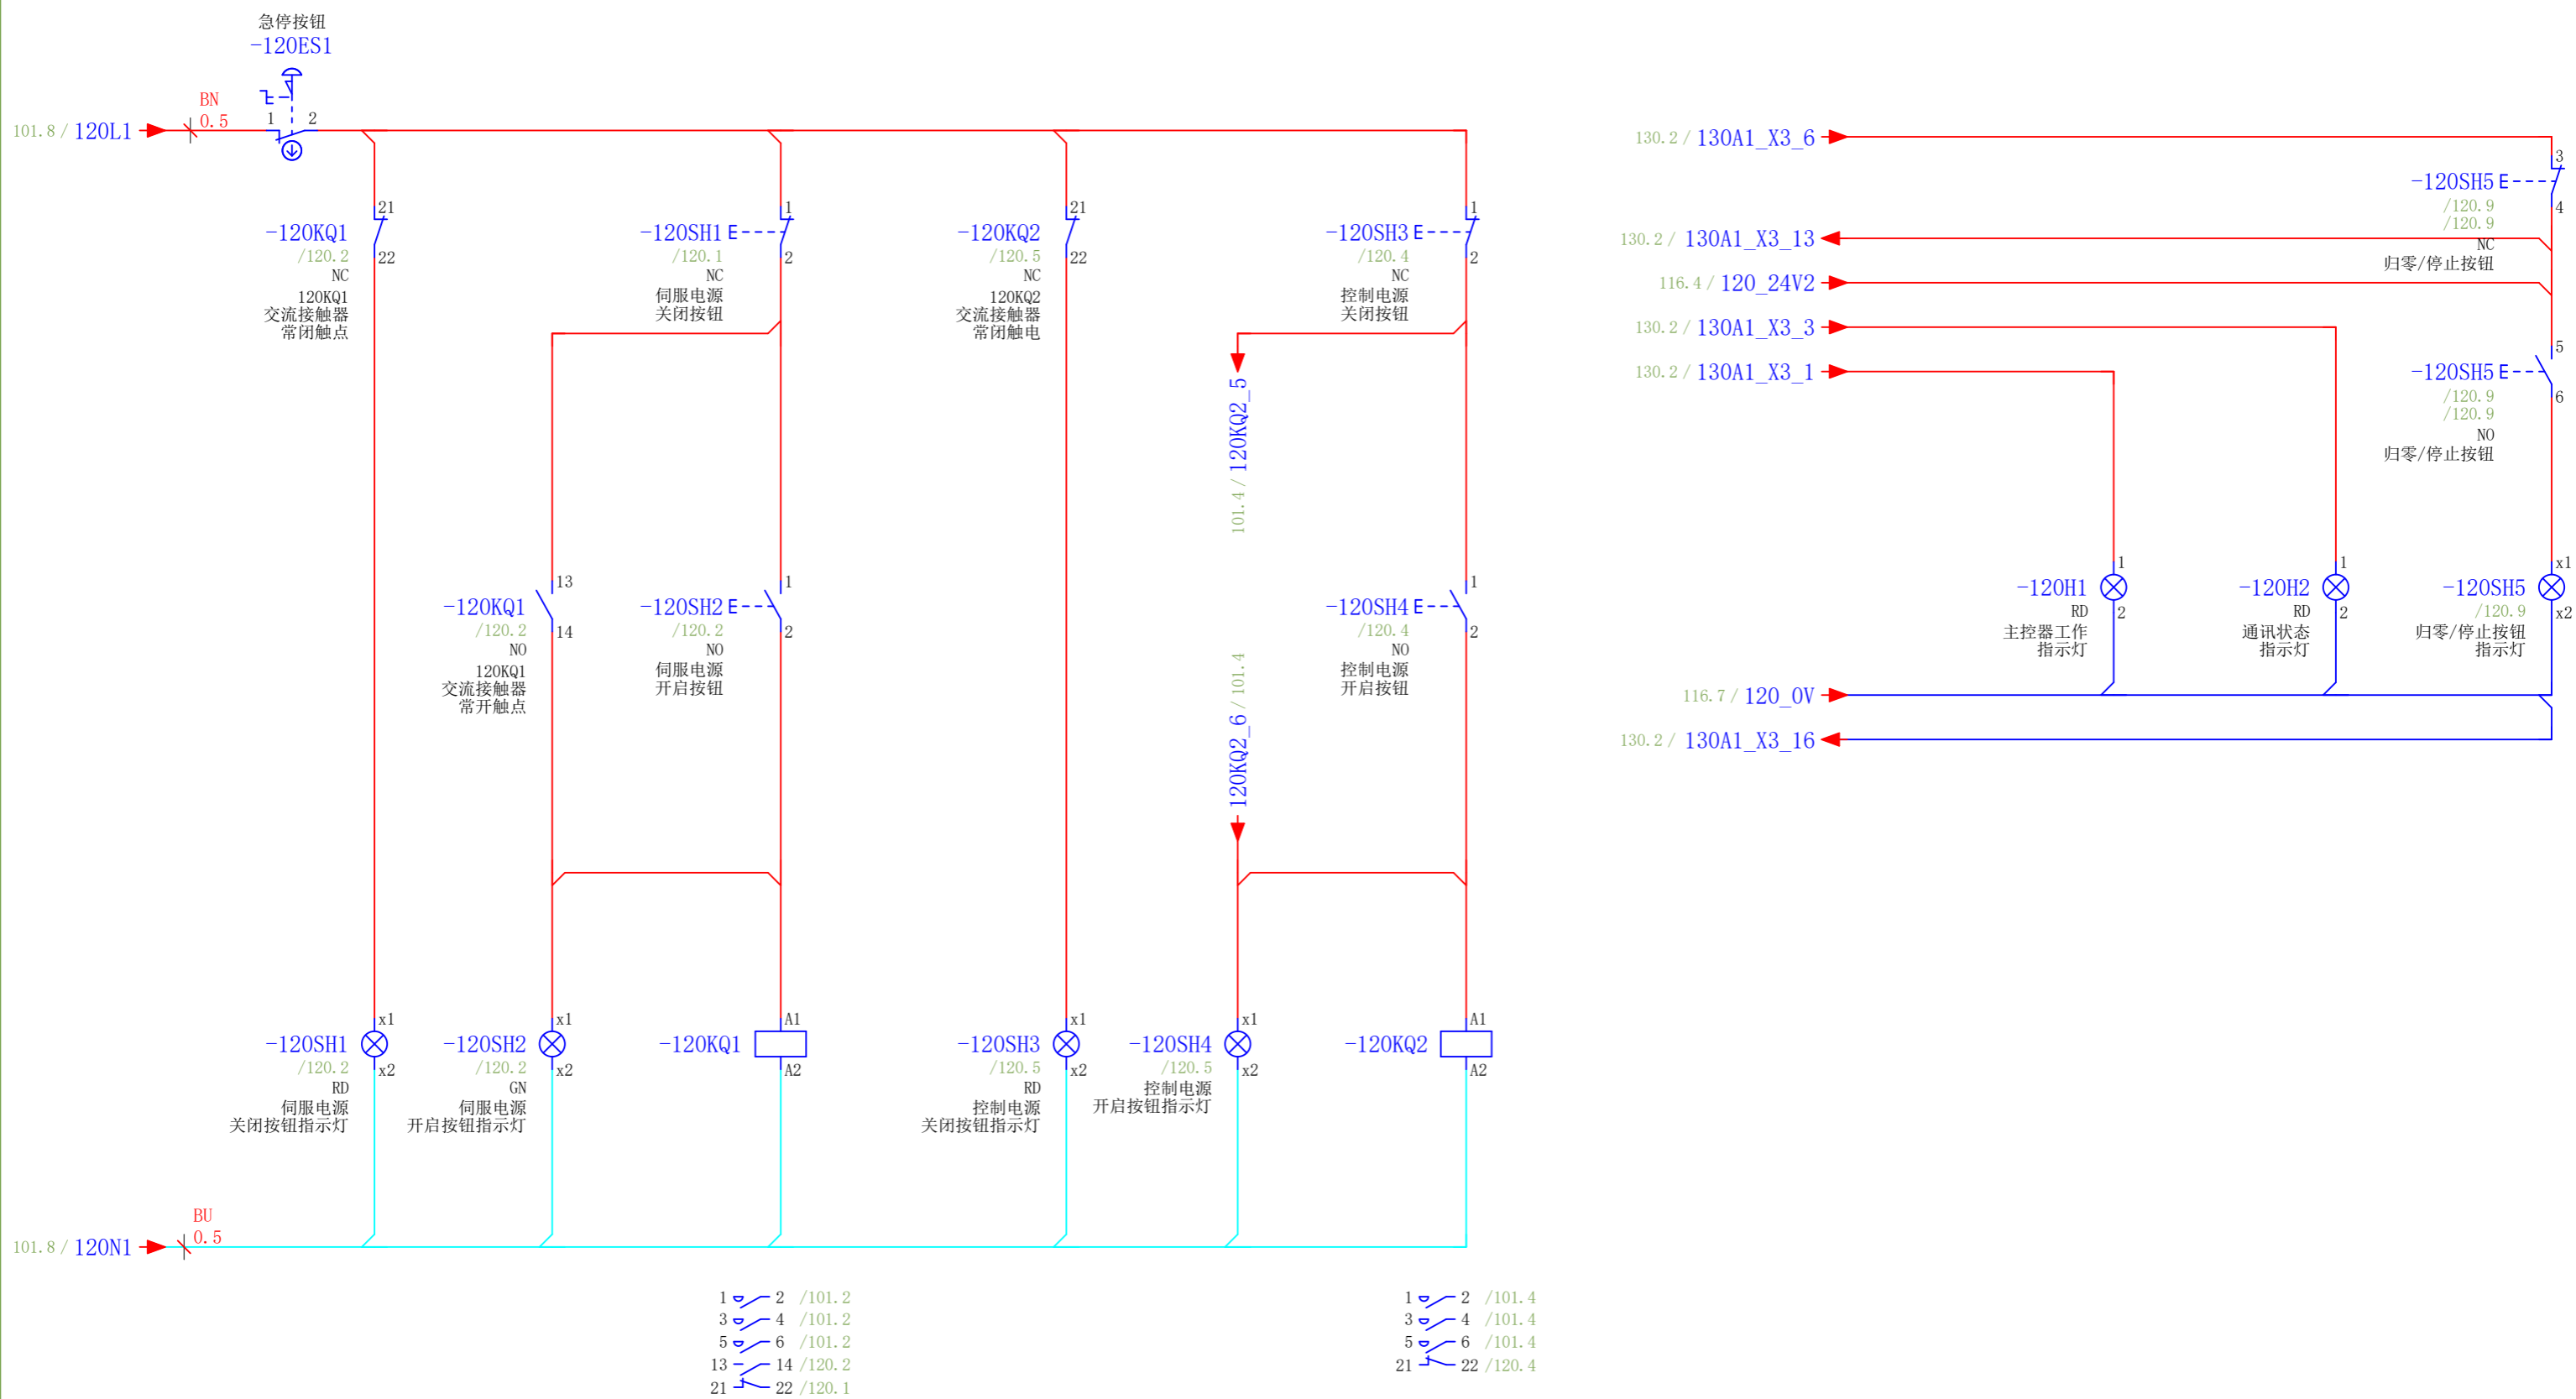 急停按钮
-120ES1
BN
0.5
1
2
101.8 / 120L1
21
-120KQ1
/120.2
22
NC
120KQ1
交流接触器
常闭触点
1
-120SH1
/120.1
2
NC
伺服电源
关闭按钮
21
-120KQ2
/120.5
22
NC
120KQ2
交流接触器
常闭触电
1
-120SH3
/120.4
2
NC
控制电源
关闭按钮
101.4 / 120KQ2_5
13
-120KQ1
/120.2
14
NO
120KQ1
交流接触器
常开触点
1
-120SH2
/120.2
2
NO
伺服电源
开启按钮
120KQ2_6 / 101.4
1
-120SH4
/120.4
2
NO
控制电源
开启按钮
x1
-120SH1
/120.2
x2
RD
伺服电源
关闭按钮指示灯
x1
-120SH2
/120.2
x2
GN
伺服电源
开启按钮指示灯
A1
-120KQ1
A2
x1
-120SH3
/120.5
x2
RD
控制电源
关闭按钮指示灯
x1
-120SH4
/120.5
x2
控制电源
开启按钮指示灯
A1
-120KQ2
A2
BU
0.5
101.8 / 120N1
1 2 /101.2
3 4 /101.2
5 6 /101.2
13 14 /120.2
21 22 /120.1
1 2 /101.4
3 4 /101.4
5 6 /101.4
21 22 /120.4
130.2 / 130A1_X3_6
3
-120SH5
/120.9
/120.9
4
NC
归零/停止按钮
130.2 / 130A1_X3_13
116.4 / 120_24V2
130.2 / 130A1_X3_3
130.2 / 130A1_X3_1
5
-120SH5
/120.9
/120.9
6
NO
归零/停止按钮
1
-120H1
RD
2
主控器工作
指示灯
1
-120H2
RD
2
通讯状态
指示灯
x1
-120SH5
/120.9
x2
归零/停止按钮
指示灯
116.7 / 120_0V
130.2 / 130A1_X3_16